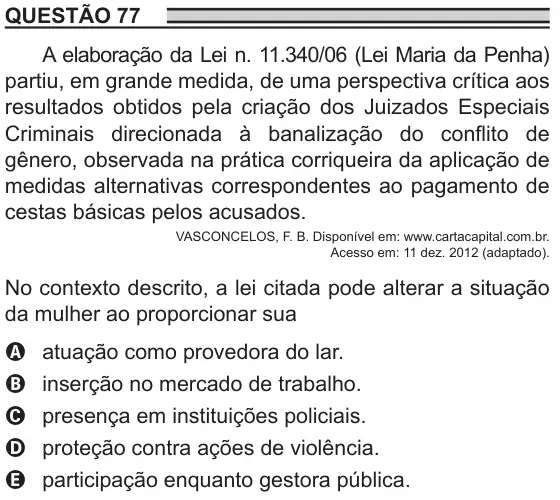 QUESTÃO 77
A elaboração da Lei n. 11.340/06 (Lei Maria da Penha)
partiu, em grande medida, de uma perspectiva crítica aos
resultados obtidos pela criação dos Juizados Especiais
Criminais direcionada à banalização do conflito de
gênero, observada na prática corriqueira da aplicação de
medidas alternativas correspondentes ao pagamento de
cestas básicas pelos acusados.
VASCONCELOS, F. B. Disponível em: www.cartacapital.com.br.
Acesso em: 11 dez. 2012 (adaptado).
No contexto descrito, a lei citada pode alterar a situação
da mulher ao proporcionar sua
A atuação como provedora do lar.
B inserção no mercado de trabalho.
C presença em instituições policiais.
D proteção contra ações de violência.
E participação enquanto gestora pública.